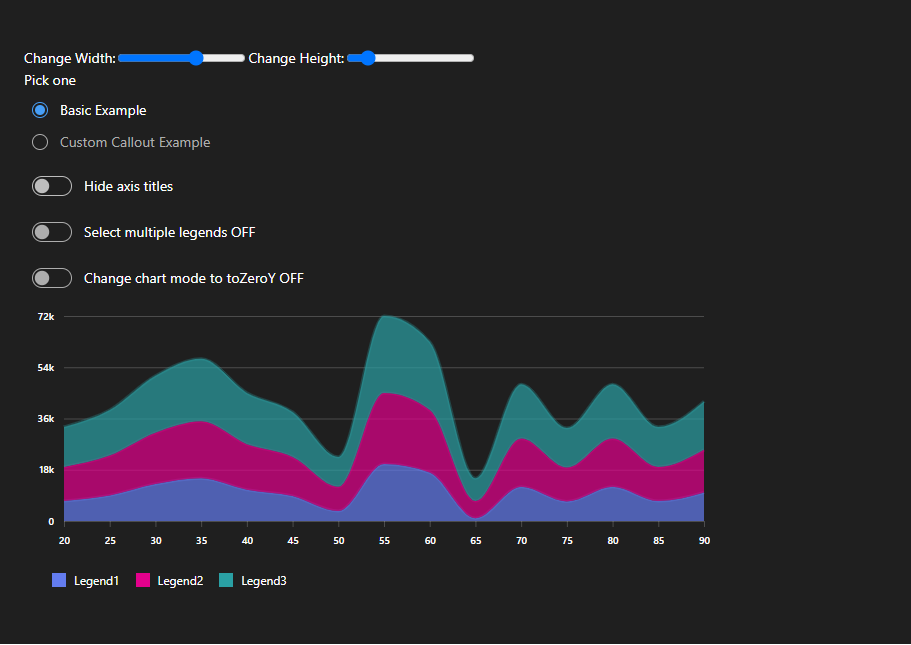 Change Width: Change Height:
Pick one
Basic Example
Custom Callout Example
Hide axis titles
Select multiple legends OFF
Change chart mode to toZeroY OFF
72k
54k
36k
18k
0
20 25 30 35 40 45 50 55 60 65 70 75 80 85 90
Legend1 Legend2 Legend3